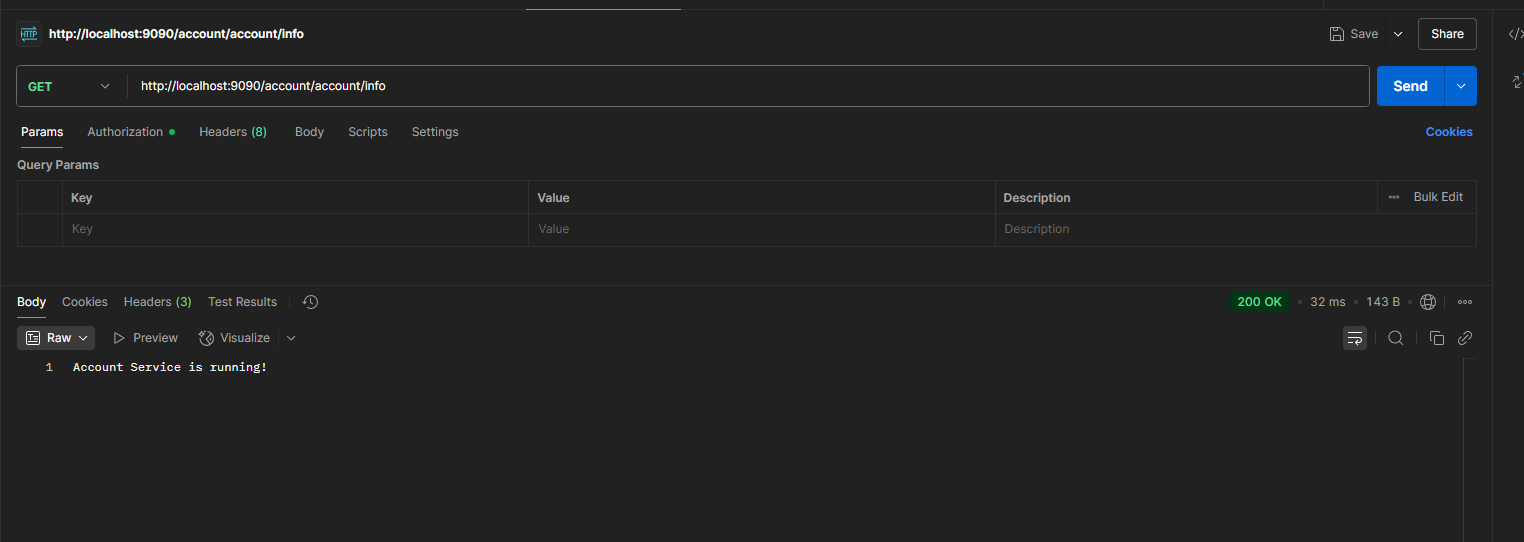 HTTP http://localhost:9090/account/account/info Save Share
GET http://localhost:9090/account/account/info Send
Params Authorization Headers (8) Body Scripts Settings Cookies
Query Params
Key Value Description Bulk Edit
Key Value Description
Body Cookies Headers (3) Test Results 200 OK 32 ms 143 B
Raw Preview Visualize
1 Account Service is running!